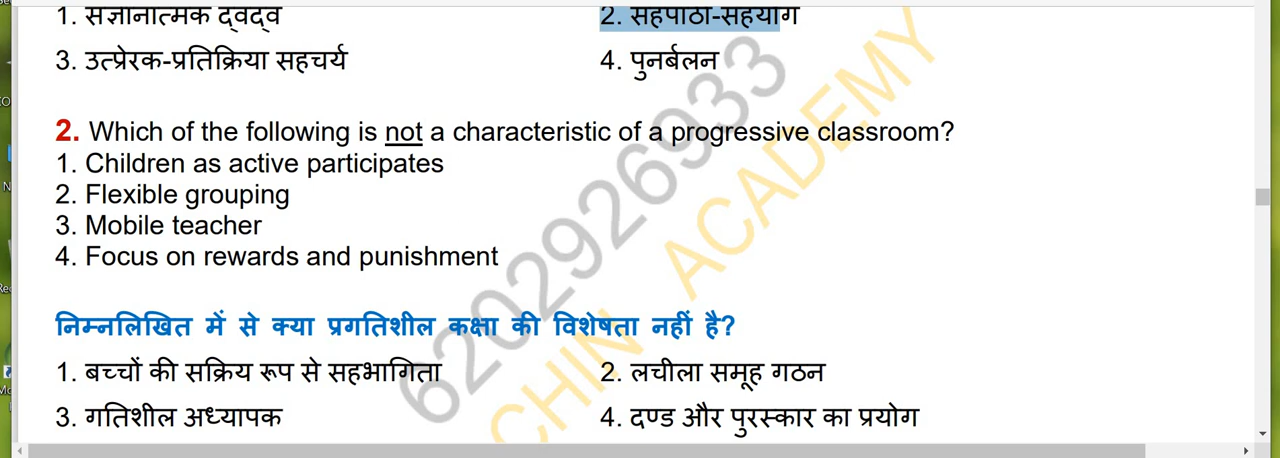 1. संज्ञानात्मक द्वंद्व
2. सहपाठी-सहयोग
3. उत्प्रेरक-प्रतिक्रिया सहचर्य
4. पुनर्बलन
2. Which of the following is not a characteristic of a progressive classroom?
1. Children as active participates
2. Flexible grouping
3. Mobile teacher
4. Focus on rewards and punishment
निम्नलिखित में से क्या प्रगतिशील कक्षा की विशेषता नहीं है?
1. बच्चों की सक्रिय रूप से सहभागिता
2. लचीला समूह गठन
3. गतिशील अध्यापक
4. दण्ड और पुरस्कार का प्रयोग
6202926933
CHIN ACADEMY